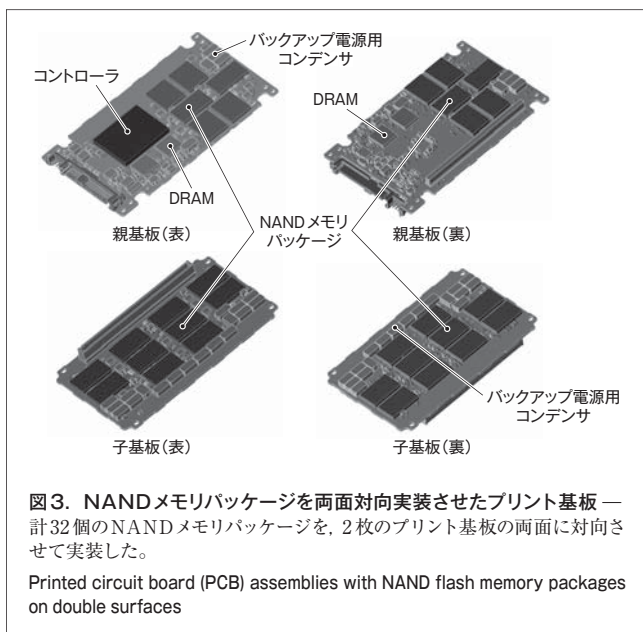 バックアップ電源用
コンデンサ
コントローラ
DRAM
DRAM
NANDメモリ
パッケージ
親基板(表)
親基板(裏)
バックアップ電源用
コンデンサ
子基板(表)
子基板(裏)
図3. NANDメモリパッケージを両面対向実装させたプリント基板 —
計32個のNANDメモリパッケージを,2枚のプリント基板の両面に対向さ
せて実装した。
Printed circuit board (PCB) assemblies with NAND flash memory packages
on double surfaces